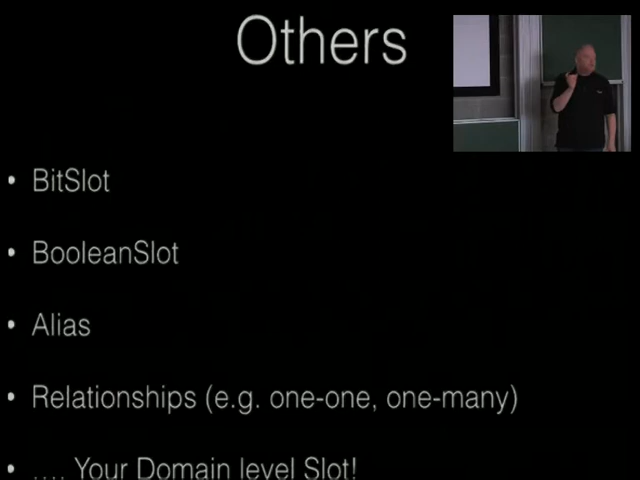 Others
• BitSlot
• BooleanSlot
• Alias
• Relationships (e.g. one-one, one-many)
• .... Your Domain level Slot!